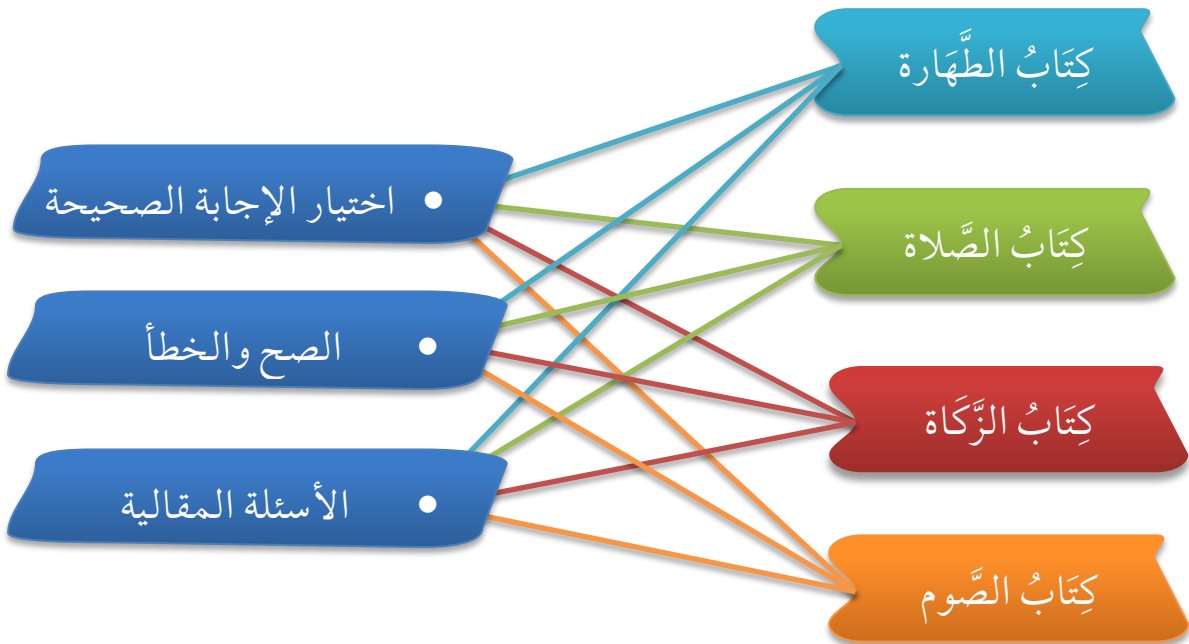 كِتَابُ الطَّهَارة
كِتَابُ الصَّلاة
كِتَابُ الزَّكَاة
كِتَابُ الصَّوم
• اختيار الإجابة الصحيحة
• الصح والخطأ
• الأسئلة المقالية